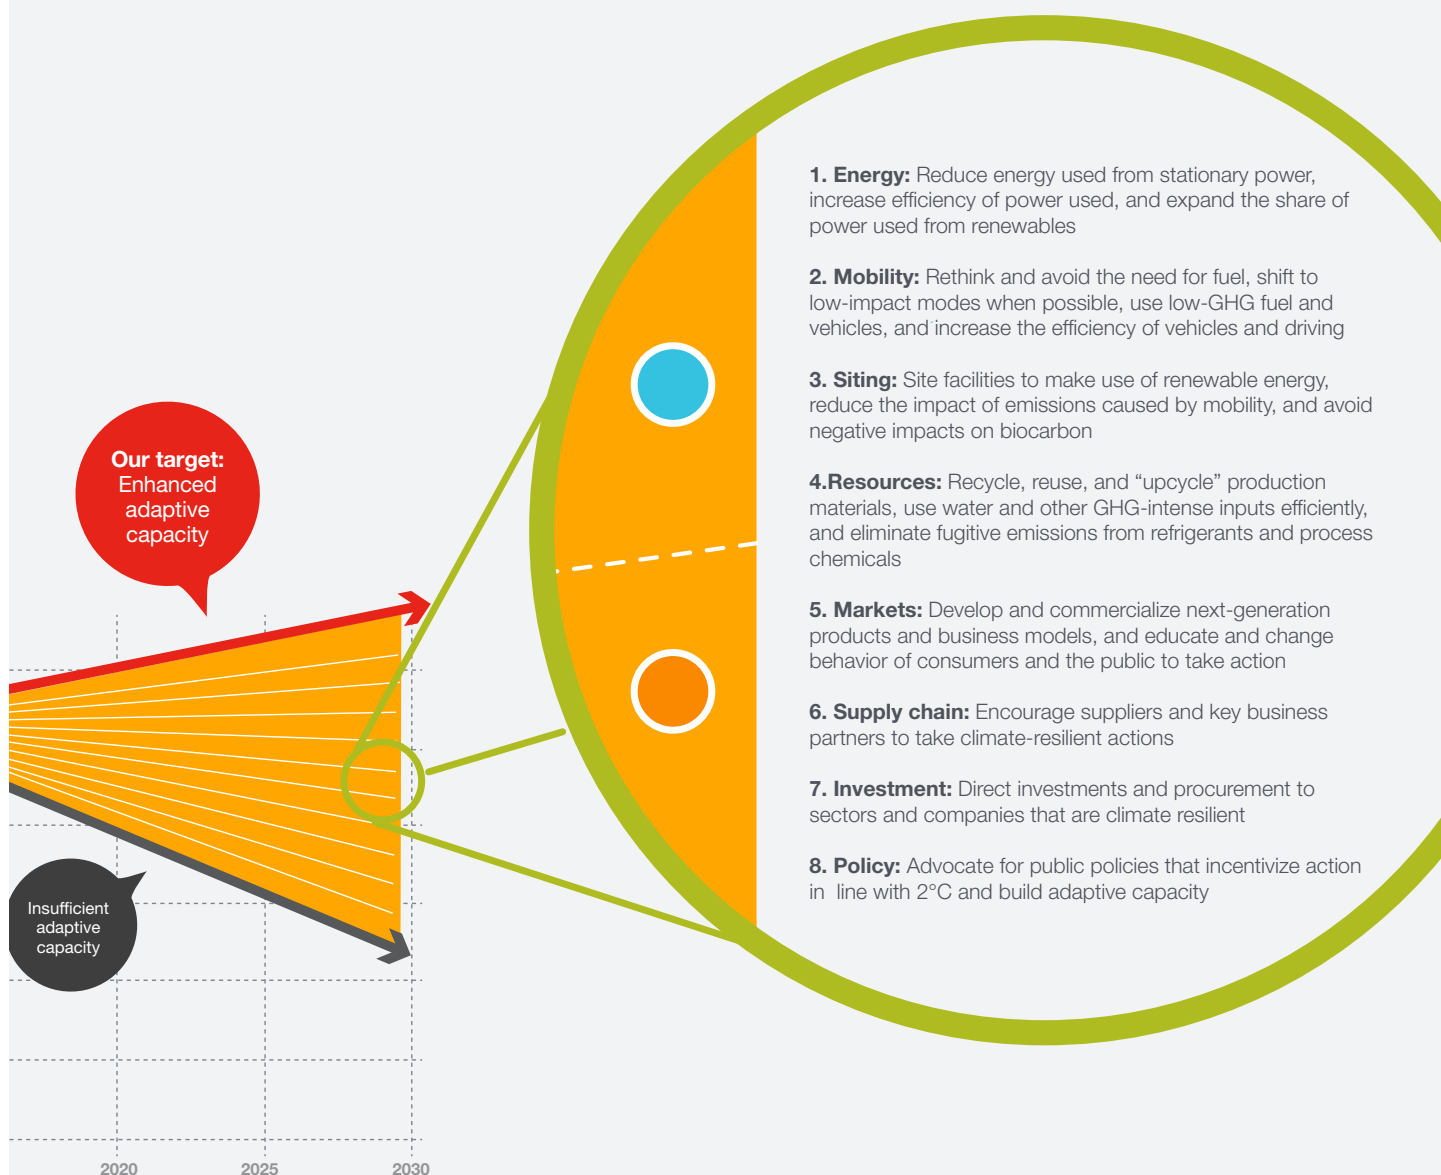 Our target:
Enhanced
adaptive
capacity
Insufficient
adaptive
capacity
2020
2025
2030
1. Energy: Reduce energy used from stationary power,
increase efficiency of power used, and expand the share of
power used from renewables
2. Mobility: Rethink and avoid the need for fuel, shift to
low-impact modes when possible, use low-GHG fuel and
vehicles, and increase the efficiency of vehicles and driving
3. Siting: Site facilities to make use of renewable energy,
reduce the impact of emissions caused by mobility, and avoid
negative impacts on biocarbon
4.Resources: Recycle, reuse, and “upcycle” production
materials, use water and other GHG-intense inputs efficiently,
and eliminate fugitive emissions from refrigerants and process
chemicals
5. Markets: Develop and commercialize next-generation
products and business models, and educate and change
behavior of consumers and the public to take action
6. Supply chain: Encourage suppliers and key business
partners to take climate-resilient actions
7. Investment: Direct investments and procurement to
sectors and companies that are climate resilient
8. Policy: Advocate for public policies that incentivize action
in line with 2°C and build adaptive capacity